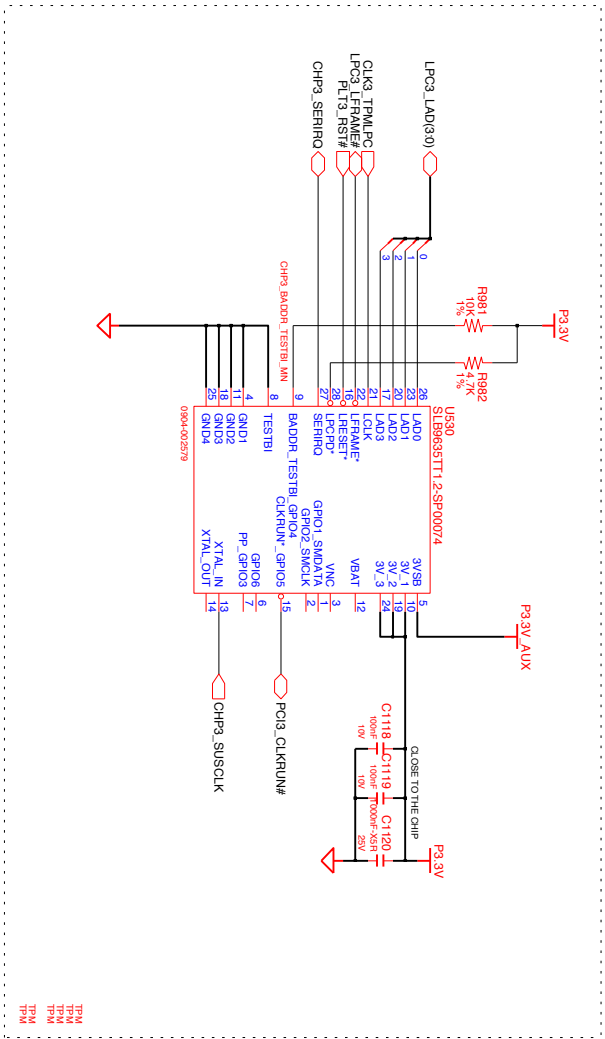 P3.3V
R981
10K
1%
R982
4.7K
1%
P3.3V_AUX
LPC3_LAD(3:0)
0
1
2
3
CLK3_TPMLPC
LPC3_LFRAME#
PLT3_RST#
CHP3_SERIRQ
CHP3_BADDR_TESTBI_MN
U530
SLB9635TT1.2-SP00074
26 LAD0
23 LAD1
20 LAD2
17 LAD3
21 LCLK
22 LFRAME*
16 LRESET*
28 LPCPD*
27 SERIRQ
9 BADDR_TESTBI_GPIO4
8 TESTBI
4 GND1
11 GND2
18 GND3
25 GND4
3VSB 5
3V_1 10
3V_2 19
3V_3 24
VBAT 12
VNC 3
GPIO1_SMDATA 1
GPIO2_SMCLK 2
CLKRUN*_GPIO5 15
GPIO6 6
PP_GPIO3 7
XTAL_IN 13
XTAL_OUT 14
0904-002579
PCI3_CLKRUN#
CHP3_SUSCLK
CLOSE TO THE CHIP
C1118
100nF
10V
C1119
100nF
10V
C1120
1000nF-X5R
25V
P3.3V
TPM
TPM
TPM
TPM
TPM
TPM